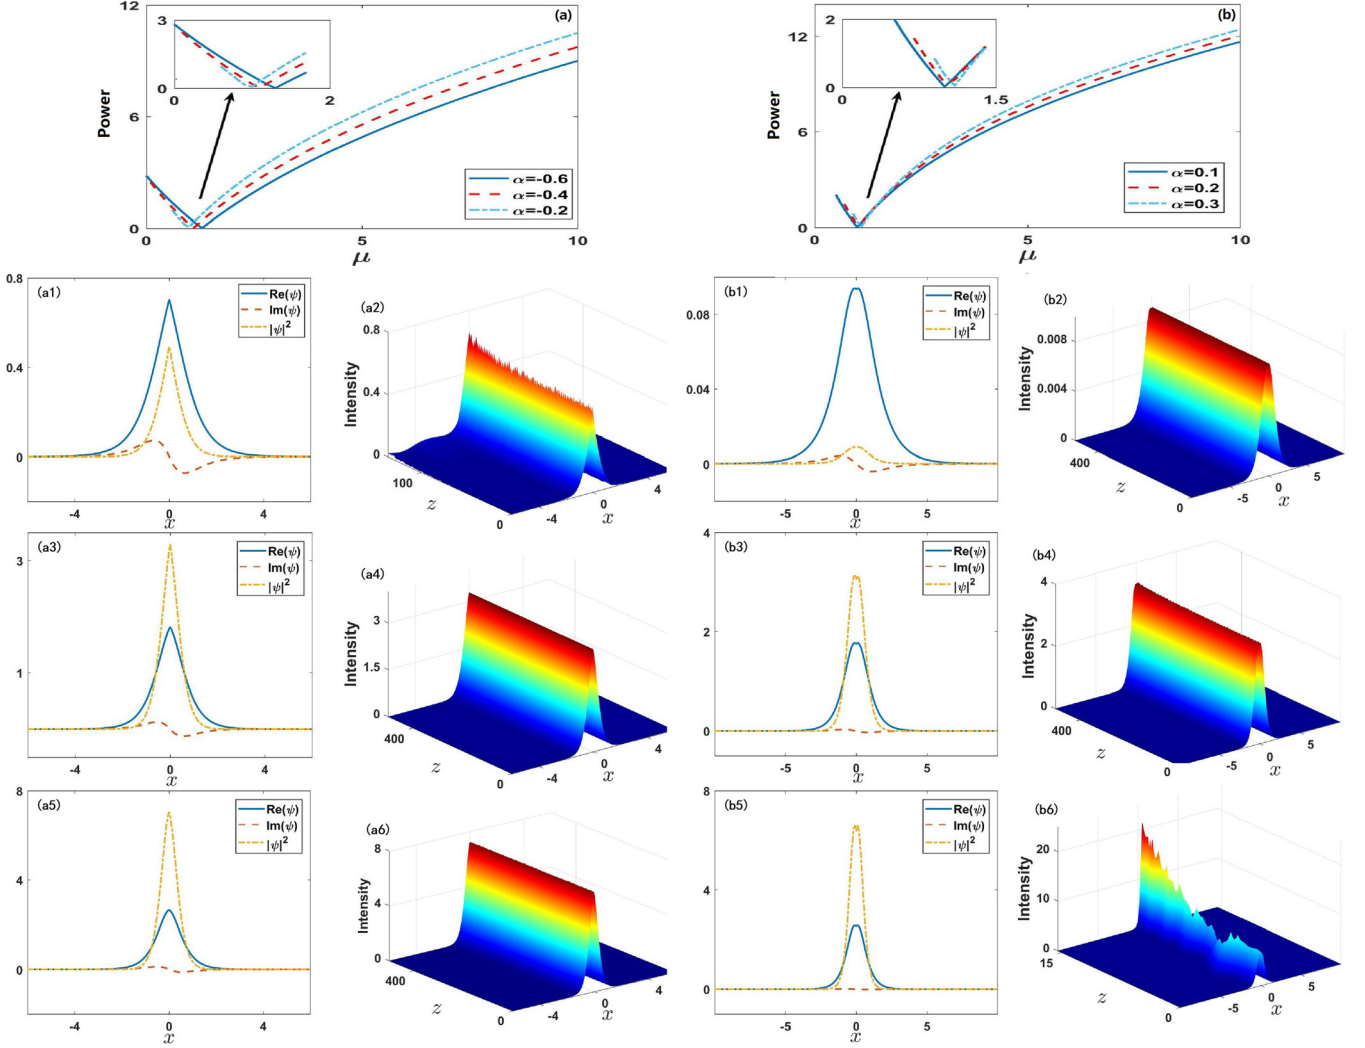 (a)
Power
12
6
0
3
0
0
2
α=-0.6
α=-0.4
α=-0.2
0
5
10
μ
(b)
Power
12
6
0
2
1
0
0
1.5
α=0.1
α=0.2
α=0.3
0
5
10
μ
(a1)
0.8
0.4
0
Re(ψ)
Im(ψ)
|ψ|²
-4
0
4
x
(a2)
Intensity
0.8
0.4
0
100
z
0
-4
0
4
x
(b1)
0.08
0.04
0
Re(ψ)
Im(ψ)
|ψ|²
-5
0
5
x
(b2)
Intensity
0.008
0.004
0
400
z
0
-5
0
5
x
(a3)
3
1
Re(ψ)
Im(ψ)
|ψ|²
-4
0
4
x
(a4)
Intensity
3
1.5
0
400
z
0
-4
0
4
x
(b3)
4
2
0
Re(ψ)
Im(ψ)
|ψ|²
-5
0
5
x
(b4)
Intensity
4
2
0
400
z
0
-5
0
5
x
(a5)
8
4
0
Re(ψ)
Im(ψ)
|ψ|²
-4
0
4
x
(a6)
Intensity
8
4
0
400
z
0
-4
0
4
x
(b5)
8
4
0
Re(ψ)
Im(ψ)
|ψ|²
-5
0
5
x
(b6)
Intensity
20
10
0
15
z
0
-5
0
5
x